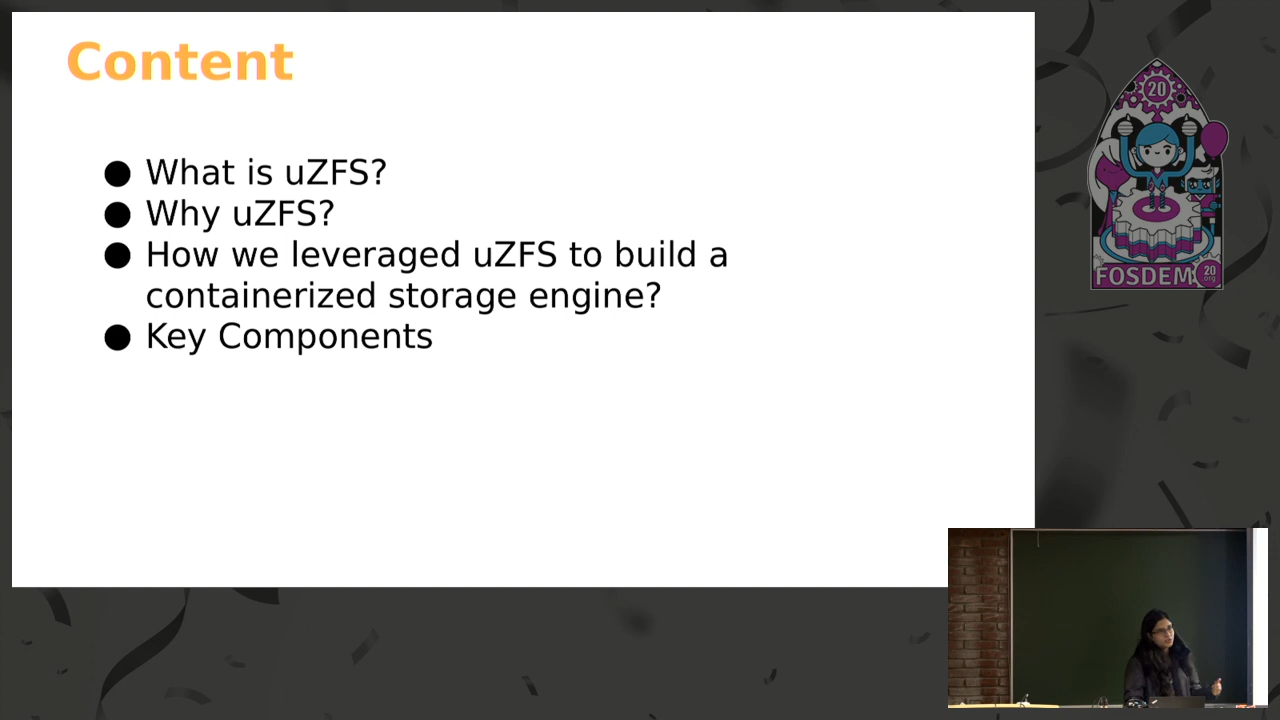 Content
● What is uZFS?
● Why uZFS?
● How we leveraged uZFS to build a
containerized storage engine?
● Key Components
20
FOSDEM
20
org